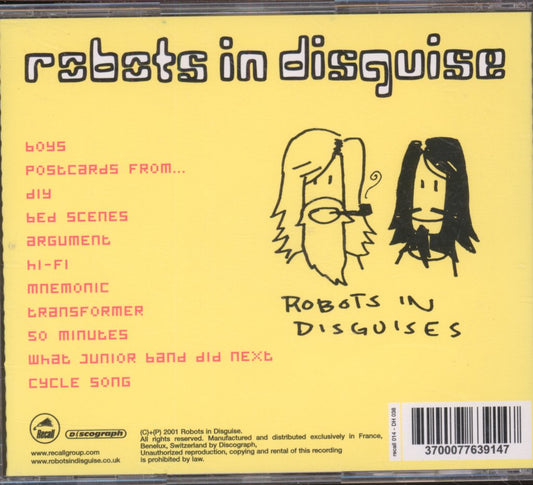 robots in disguise
boys
postcards from...
diy
bed scenes
argument
hi-fi
mnemonic
transformer
50 minutes
what junior band did next
cycle song
ROBOTS IN
DISGUISES
Recall
Discograph
www.recallgroup.com
www.robotsindisguise.co.uk
(C)+(P) 2001 Robots in Disguise.
All rights reserved. Manufactured and distributed exclusively in France,
Benelux, Switzerland by Discograph,
Unauthorized reproduction, copying and rental of this recording
Is prohibited by law.
recall 014 - DH 036
3700077639147